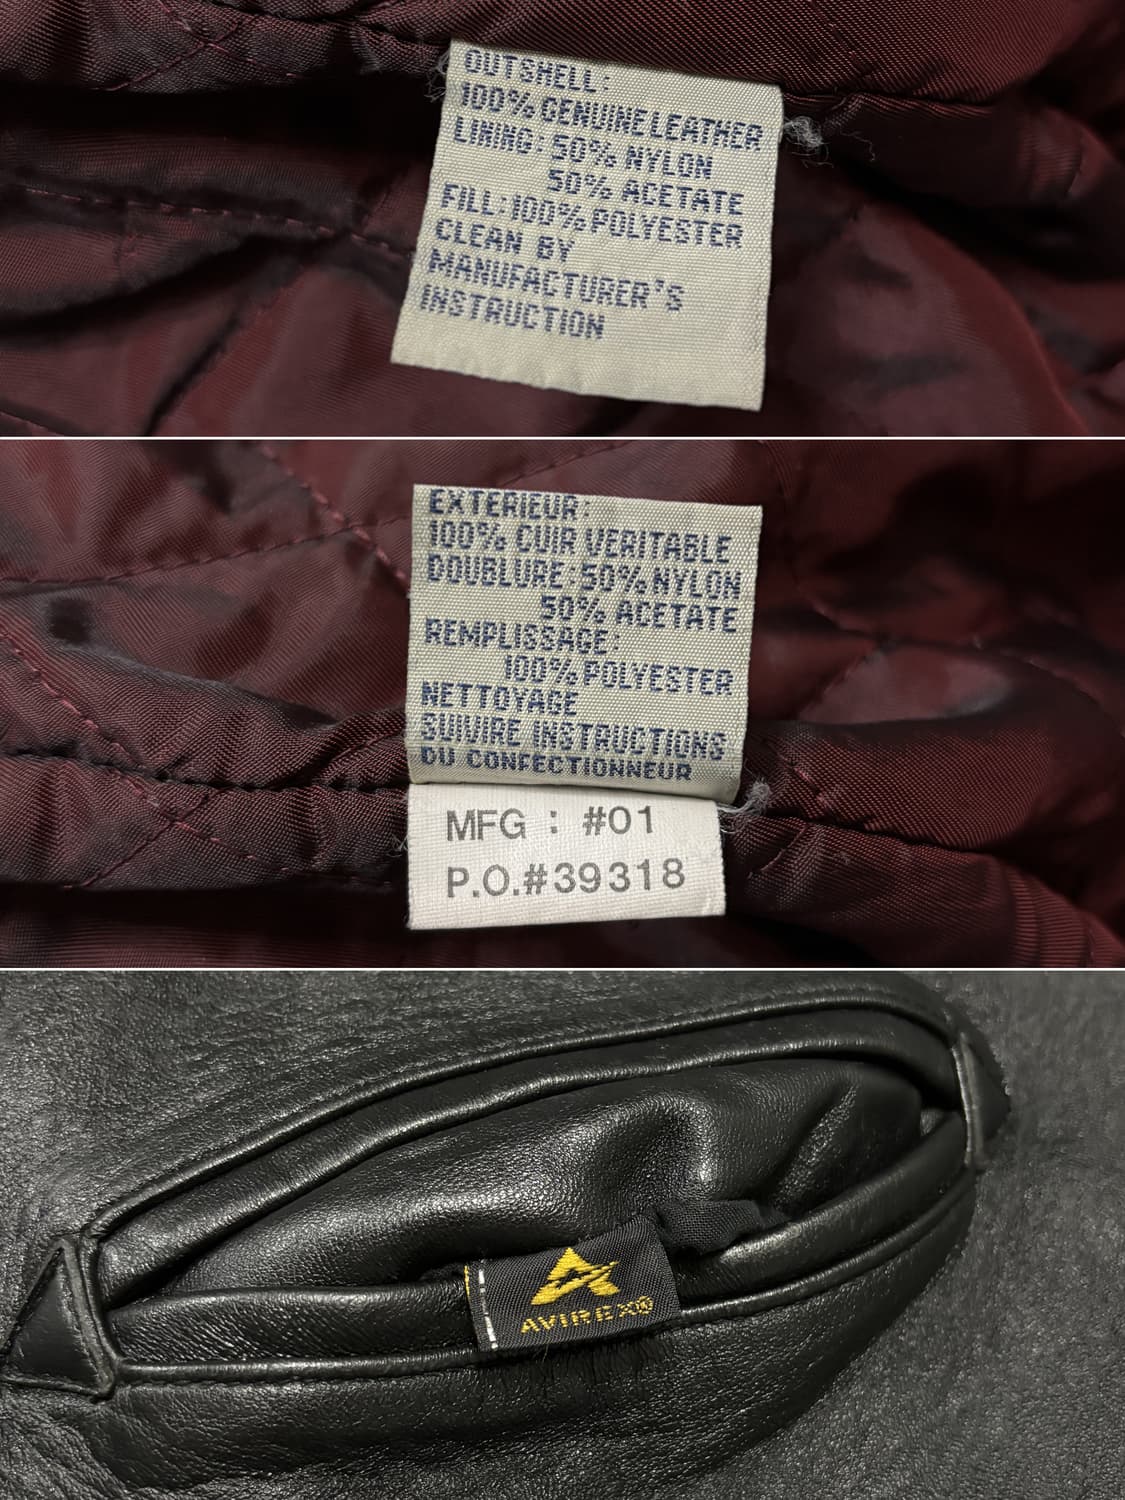 OUTSHELL:
100% GENUINE LEATHER
LINING: 50% NYLON
50% ACETATE
FILL: 100% POLYESTER
CLEAN BY
MANUFACTURER'S
INSTRUCTION
EXTERIEUR:
100% CUIR VERITABLE
DOUBLURE: 50% NYLON
50% ACETATE
REMPLISSAGE:
100% POLYESTER
NETTOYAGE
SUIVIRE INSTRUCTIONS
DU CONFECTIONNEUR
MFG : #01
P.O.#39318
AVIREX®